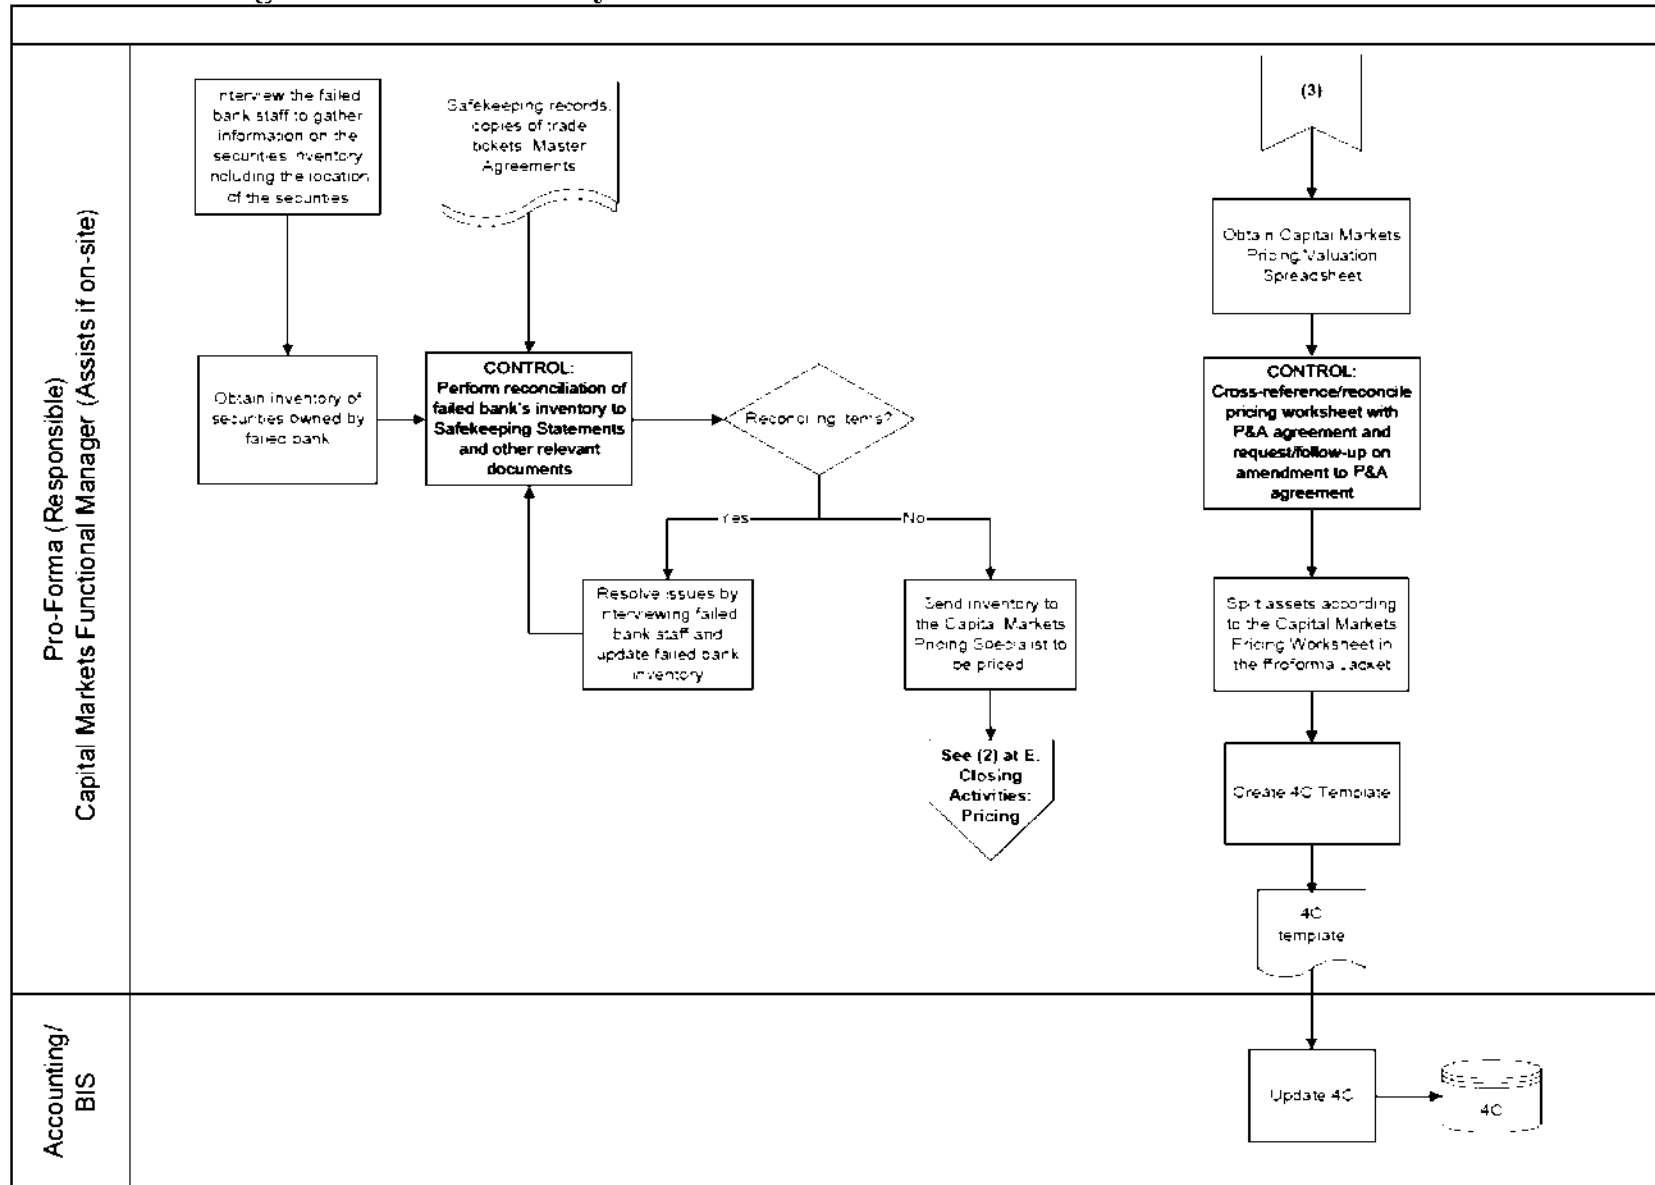 Pro-Forma (Responsible)
Capital Markets Functional Manager (Assists if on-site)
Interview the failed
bank staff to gather
information on the
securities inventory
including the location
of the securities
Safekeeping records,
copies of trade
tickets, Master
Agreements
(3)
Obtain Capital Markets
Pricing/Valuation
Spreadsheet
Obtain inventory of
securities owned by
failed bank
CONTROL:
Perform reconciliation of
failed bank's inventory to
Safekeeping Statements
and other relevant
documents
Reconciling items?
CONTROL:
Cross-reference/reconcile
pricing worksheet with
P&A agreement and
request/follow-up on
amendment to P&A
agreement
Yes
No
Resolve issues by
interviewing failed
bank staff and
update failed bank
inventory
Send inventory to
the Capital Markets
Pricing Specialist to
be priced
Split assets according
to the Capital Markets
Pricing Worksheet in
the Proforma Jacket
See (2) at E.
Closing
Activities:
Pricing
Create 4C Template
4C
template
Accounting/
BIS
Update 4C
4C